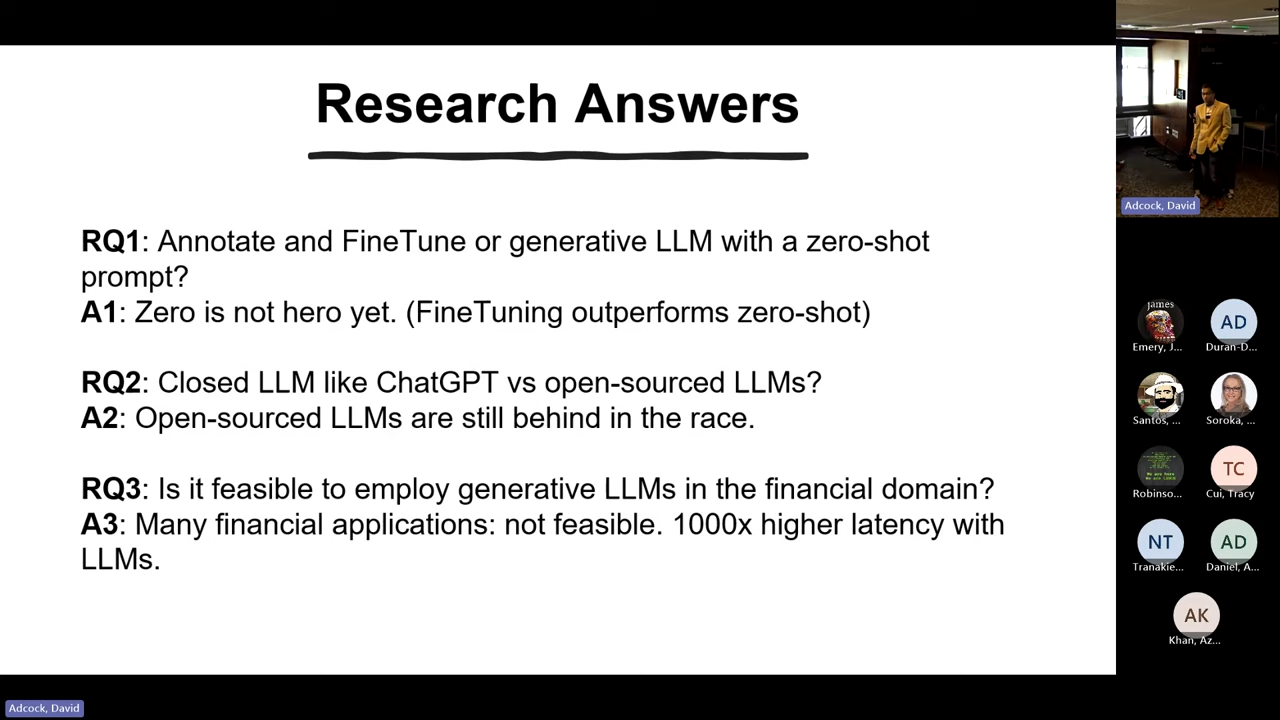 Research Answers
RQ1: Annotate and FineTune or generative LLM with a zero-shot
prompt?
A1: Zero is not hero yet. (FineTuning outperforms zero-shot)
RQ2: Closed LLM like ChatGPT vs open-sourced LLMs?
A2: Open-sourced LLMs are still behind in the race.
RQ3: Is it feasible to employ generative LLMs in the financial domain?
A3: Many financial applications: not feasible. 1000x higher latency with
LLMs.
Adcock, David
james
Emery, J...
AD
Duran-D...
Santos, ...
Soroka, ...
Robinso...
TC
Cui, Tracy
NT
Tranakie...
AD
Daniel, A...
AK
Khan, Az...
Adcock, David